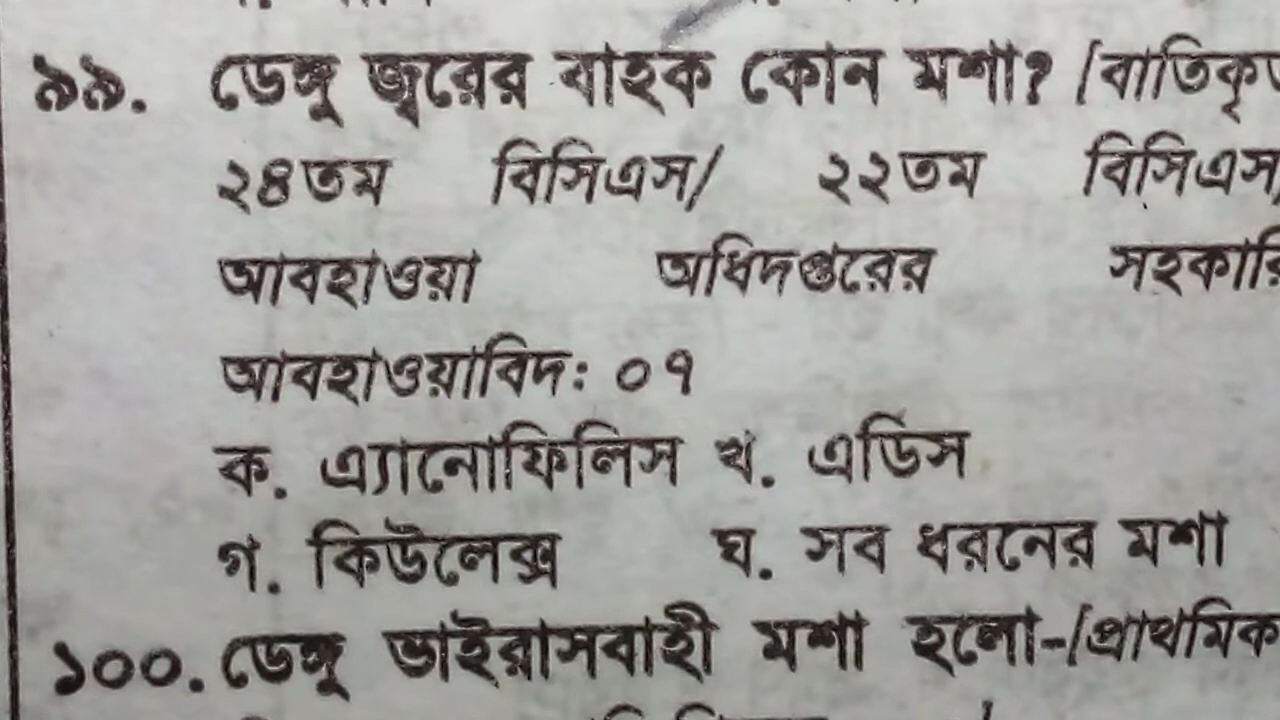 ৯৯. ডেঙ্গু জ্বরের বাহক কোন মশা? [বাতিকৃত
২৪তম বিসিএস/ ২২তম বিসিএস/
আবহাওয়া অধিদপ্তরের সহকারি
আবহাওয়াবিদ: ০৭
ক. এ্যানোফিলিস খ. এডিস
গ. কিউলেক্স ঘ. সব ধরনের মশা
১০০. ডেঙ্গু ভাইরাসবাহী মশা হলো-[প্রাথমিক